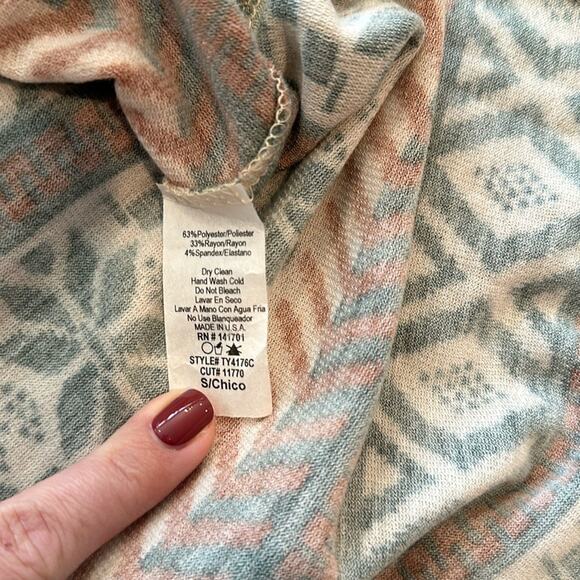 63%Polyester/Poliester
33%Rayon/Rayon
4%Spandex/Elastano
Dry Clean
Hand Wash Cold
Do Not Bleach
Lavar En Seco
Lavar A Mano Con Agua Fria
No Use Blanqueador
MADE IN U.S.A.
RN # 141701
STYLE# TY4176C
CUT# 11770
S/Chico